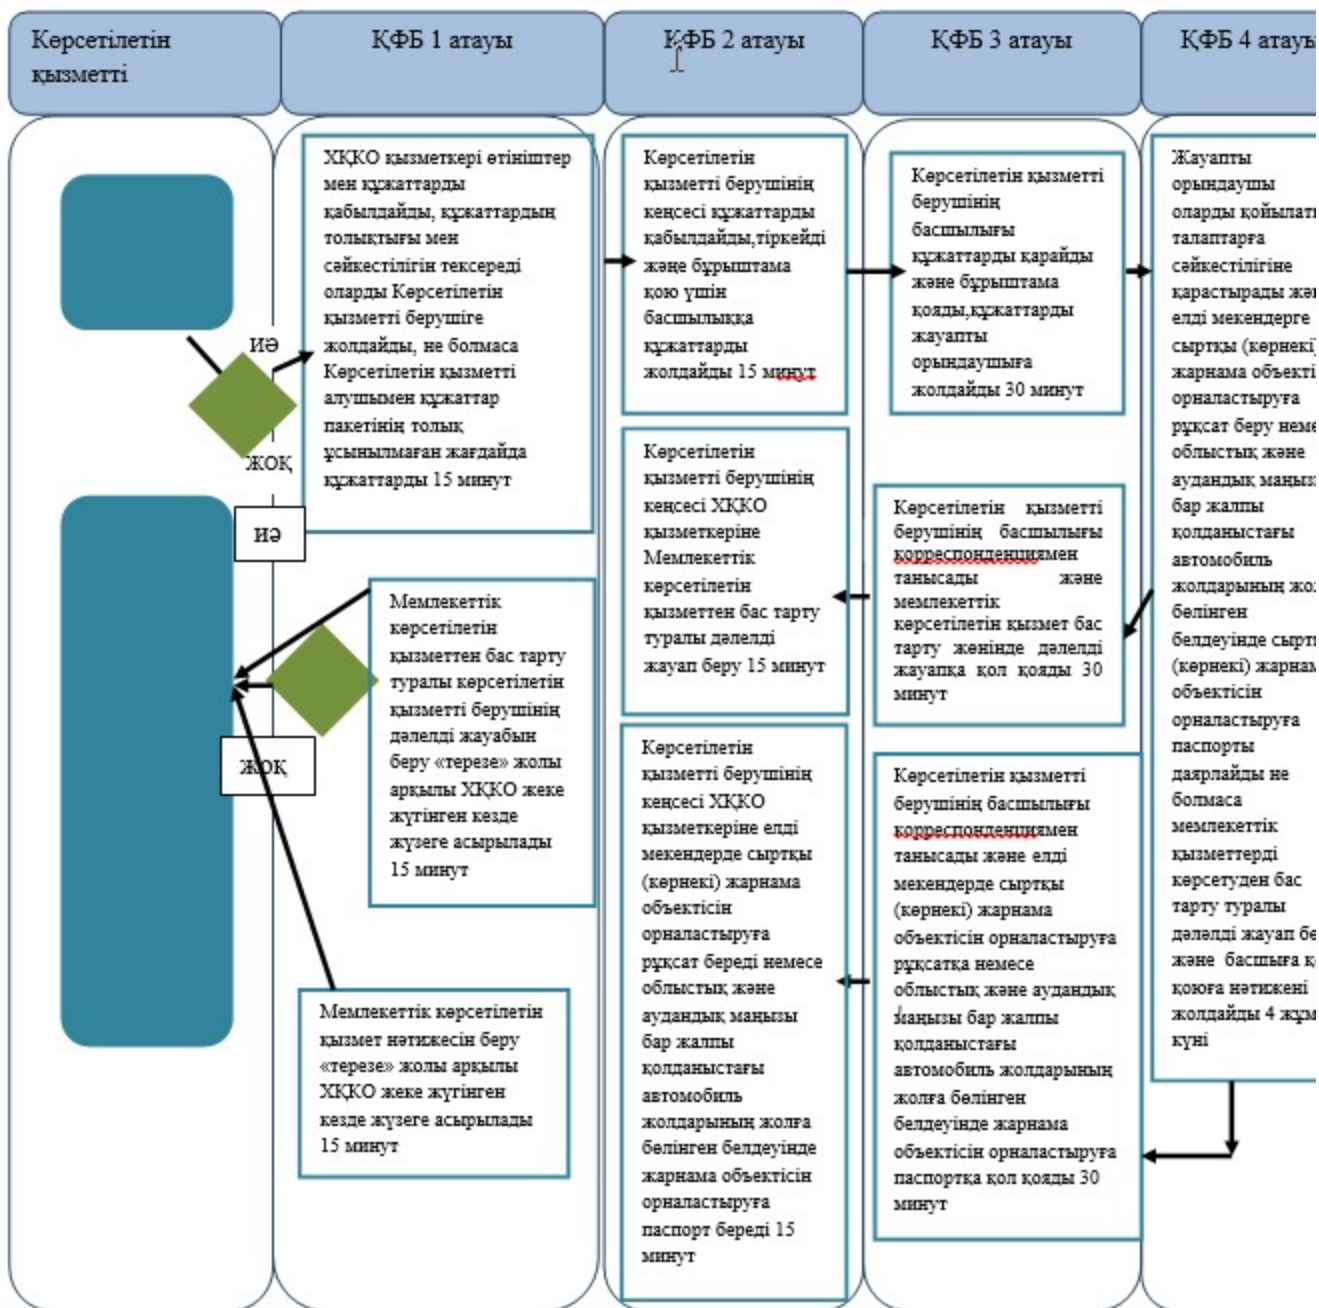 Көрсетілетін
қызметті
ҚФБ 1 атауы
ҚФБ 2 атауы
ҚФБ 3 атауы
ҚФБ 4 атауы
иә
жоқ
иә
жоқ
ХҚКО қызметкері өтініштер
мен құжаттарды
қабылдайды, құжаттардың
толықтығы мен
сәйкестілігін тексереді
оларды Көрсетілетін
қызметті берушіге
жолдайды, не болмаса
Көрсетілетін қызметті
алушымен құжаттар
пакетінің толық
ұсынылмаған жағдайда
құжаттарды 15 минут
Мемлекеттік
көрсетілетін
қызметтен бас тарту
туралы көрсетілетін
қызметті берушінің
дәлелді жауабын
беру «терезе» жолы
арқылы ХҚКО жеке
жүгінген кезде
жүзеге асырылады
15 минут
Мемлекеттік көрсетілетін
қызмет нәтижесін беру
«терезе» жолы арқылы
ХҚКО жеке жүгінген
кезде жүзеге асырылады
15 минут
Көрсетілетін
қызметті берушінің
кеңсесі құжаттарды
қабылдайды,тіркейді
және бұрыштама
қою үшін
басшылыққа
құжаттарды
жолдайды 15 минут
Көрсетілетін
қызметті берушінің
кеңсесі ХҚКО
қызметкеріне
Мемлекеттік
көрсетілетін
қызметтен бас тарту
туралы дәлелді
жауап беру 15 минут
Көрсетілетін
қызметті берушінің
кеңсесі ХҚКО
қызметкеріне елді
мекендерде сыртқы
(көрнекі) жарнама
объектісін
орналастыруға
рұқсат береді немесе
облыстық және
аудандық маңызы
бар жалпы
қолданыстағы
автомобиль
жолдарының жолға
бөлінген белдеуінде
жарнама объектісін
орналастыруға
паспорт береді 15
минут
Көрсетілетін қызметті
берушінің
басшылығы
құжаттарды қарайды
және бұрыштама
қояды,құжаттарды
жауапты
орындаушыға
жолдайды 30 минут
Көрсетілетін қызметті
берушінің басшылығы
корреспонденциямен
танысады және
мемлекеттік
көрсетілетін қызмет бас
тарту жөнінде дәлелді
жауапқа қол қояды 30
минут
Көрсетілетін қызметті
берушінің басшылығы
корреспонденциямен
танысады және елді
мекендерде сыртқы
(көрнекі) жарнама
объектісін орналастыруға
рұқсатқа немесе
облыстық және аудандық
маңызы бар жалпы
қолданыстағы
автомобиль жолдарының
жолға бөлінген
белдеуінде жарнама
объектісін орналастыруға
паспортқа қол қояды 30
минут
Жауапты
орындаушы
оларды қойылат
талаптарға
сәйкестілігіне
қарастырады жән
елді мекендерге
сыртқы (көрнекі)
жарнама объекті
орналастыруға
рұқсат беру неме
облыстық және
аудандық маңыз
бар жалпы
қолданыстағы
автомобиль
жолдарының жо
бөлінген
белдеуінде сырт
(көрнекі) жарнам
объектісін
орналастыруға
паспорты
даярлайды не
болмаса
мемлекеттік
қызметтерді
көрсетуден бас
тарту туралы
дәлелді жауап бе
және басшыға қ
қоюға нәтижені
жолдайды 4 жұм
күні